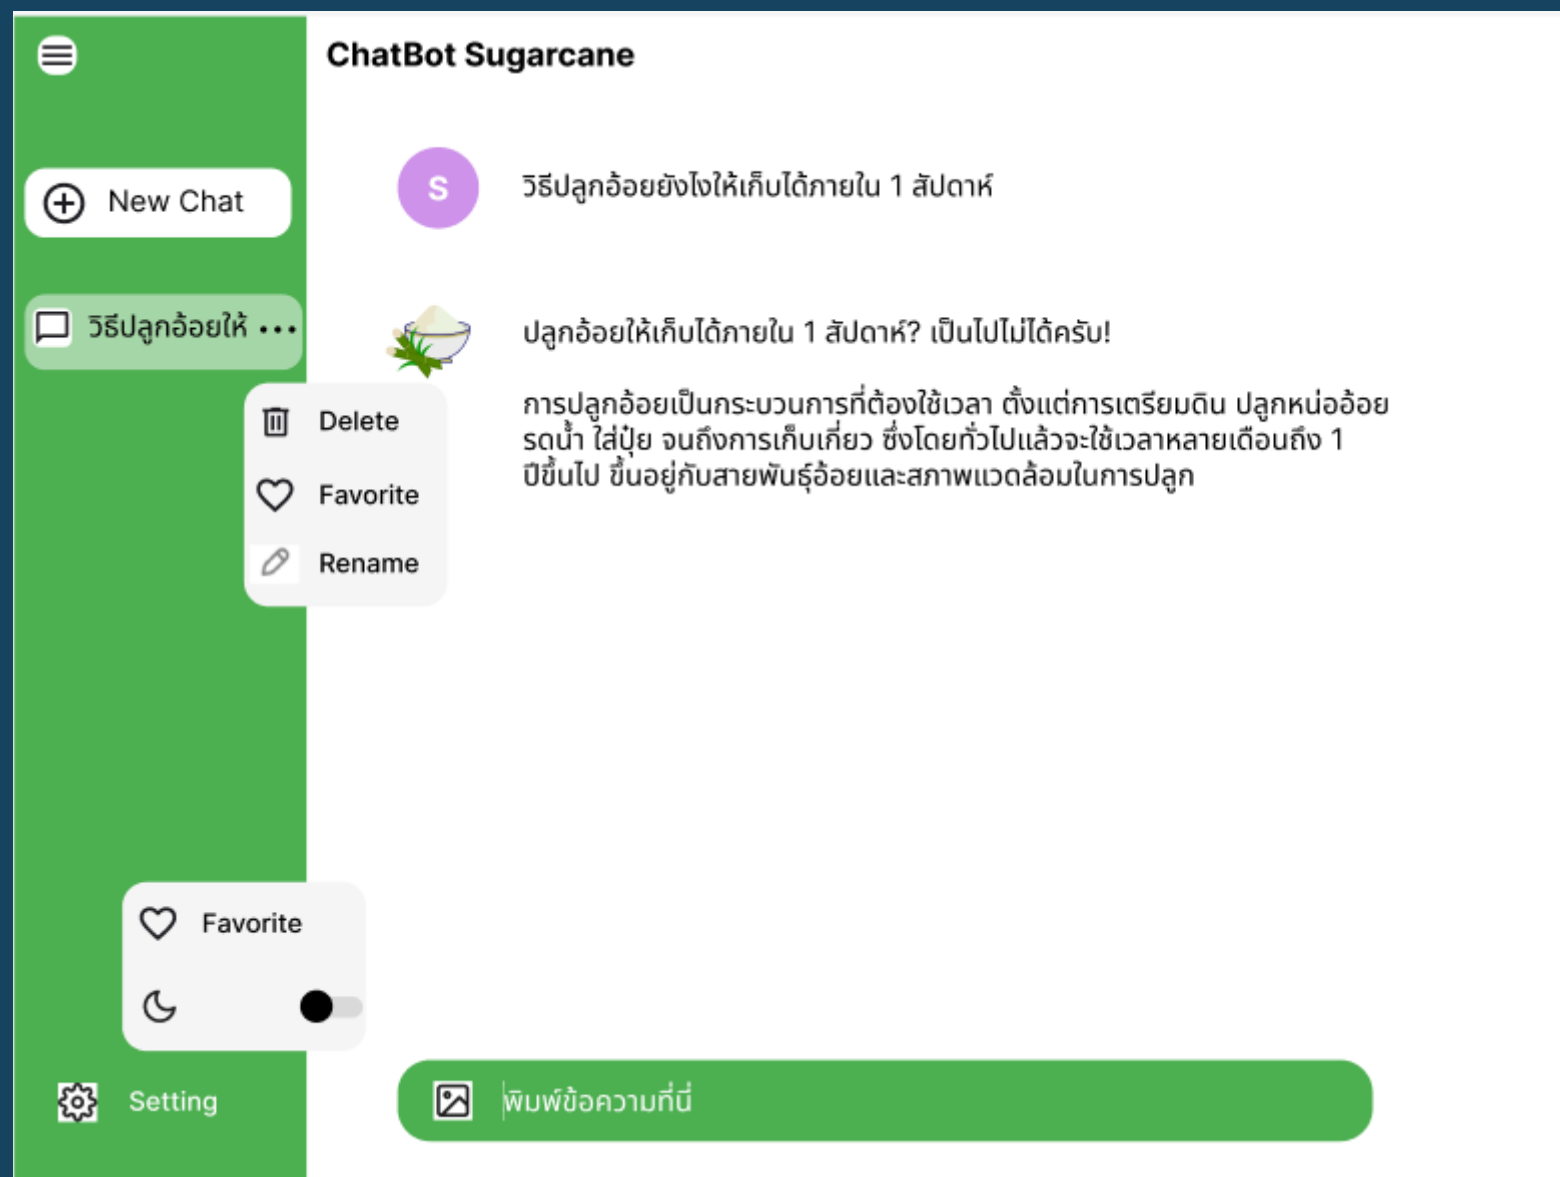 ChatBot Sugarcane
New Chat
วิธีปลูกอ้อยให้ •••
Delete
Favorite
Rename
S
วิธีปลูกอ้อยยังไงให้เก็บได้ภายใน 1 สัปดาห์
ปลูกอ้อยให้เก็บได้ภายใน 1 สัปดาห์? เป็นไปไม่ได้ครับ!
การปลูกอ้อยเป็นกระบวนการที่ต้องใช้เวลา ตั้งแต่การเตรียมดิน ปลูกหน่ออ้อย
รดน้ำ ใส่ปุ๋ย จนถึงการเก็บเกี่ยว ซึ่งโดยทั่วไปแล้วจะใช้เวลาหลายเดือนถึง 1
ปีขึ้นไป ขึ้นอยู่กับสายพันธุ์อ้อยและสภาพแวดล้อมในการปลูก
Favorite
Setting
พิมพ์ข้อความที่นี่